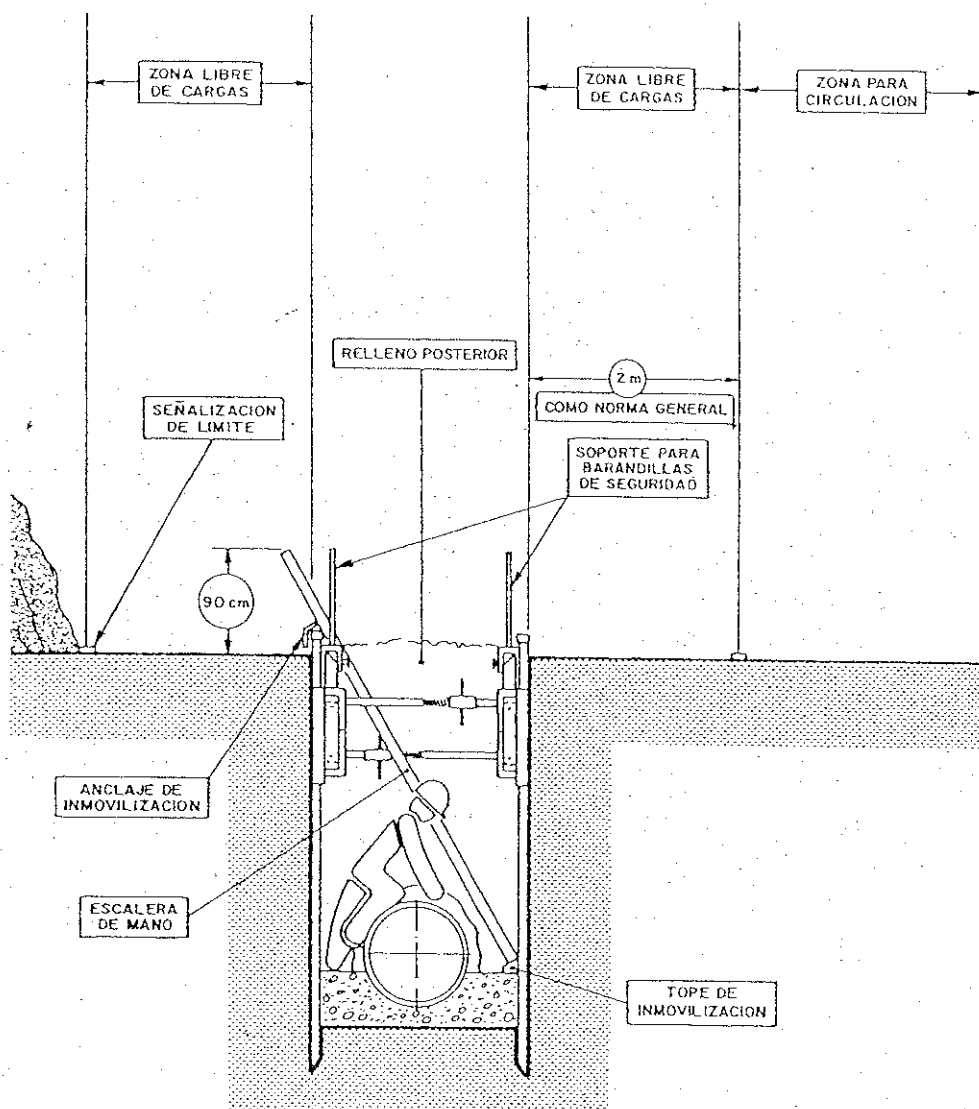 ZONA LIBRE
DE CARGAS
ZONA LIBRE
DE CARGAS
ZONA PARA
CIRCULACION
RELLENO POSTERIOR
2 m
COMO NORMA GENERAL
SEÑALIZACION
DE LIMITE
SOPORTE PARA
BARANDILLAS
DE SEGURIDAD
90 cm
ANCLAJE DE
INMOVILIZACION
ESCALERA
DE MANO
TOPE DE
INMOVILIZACION